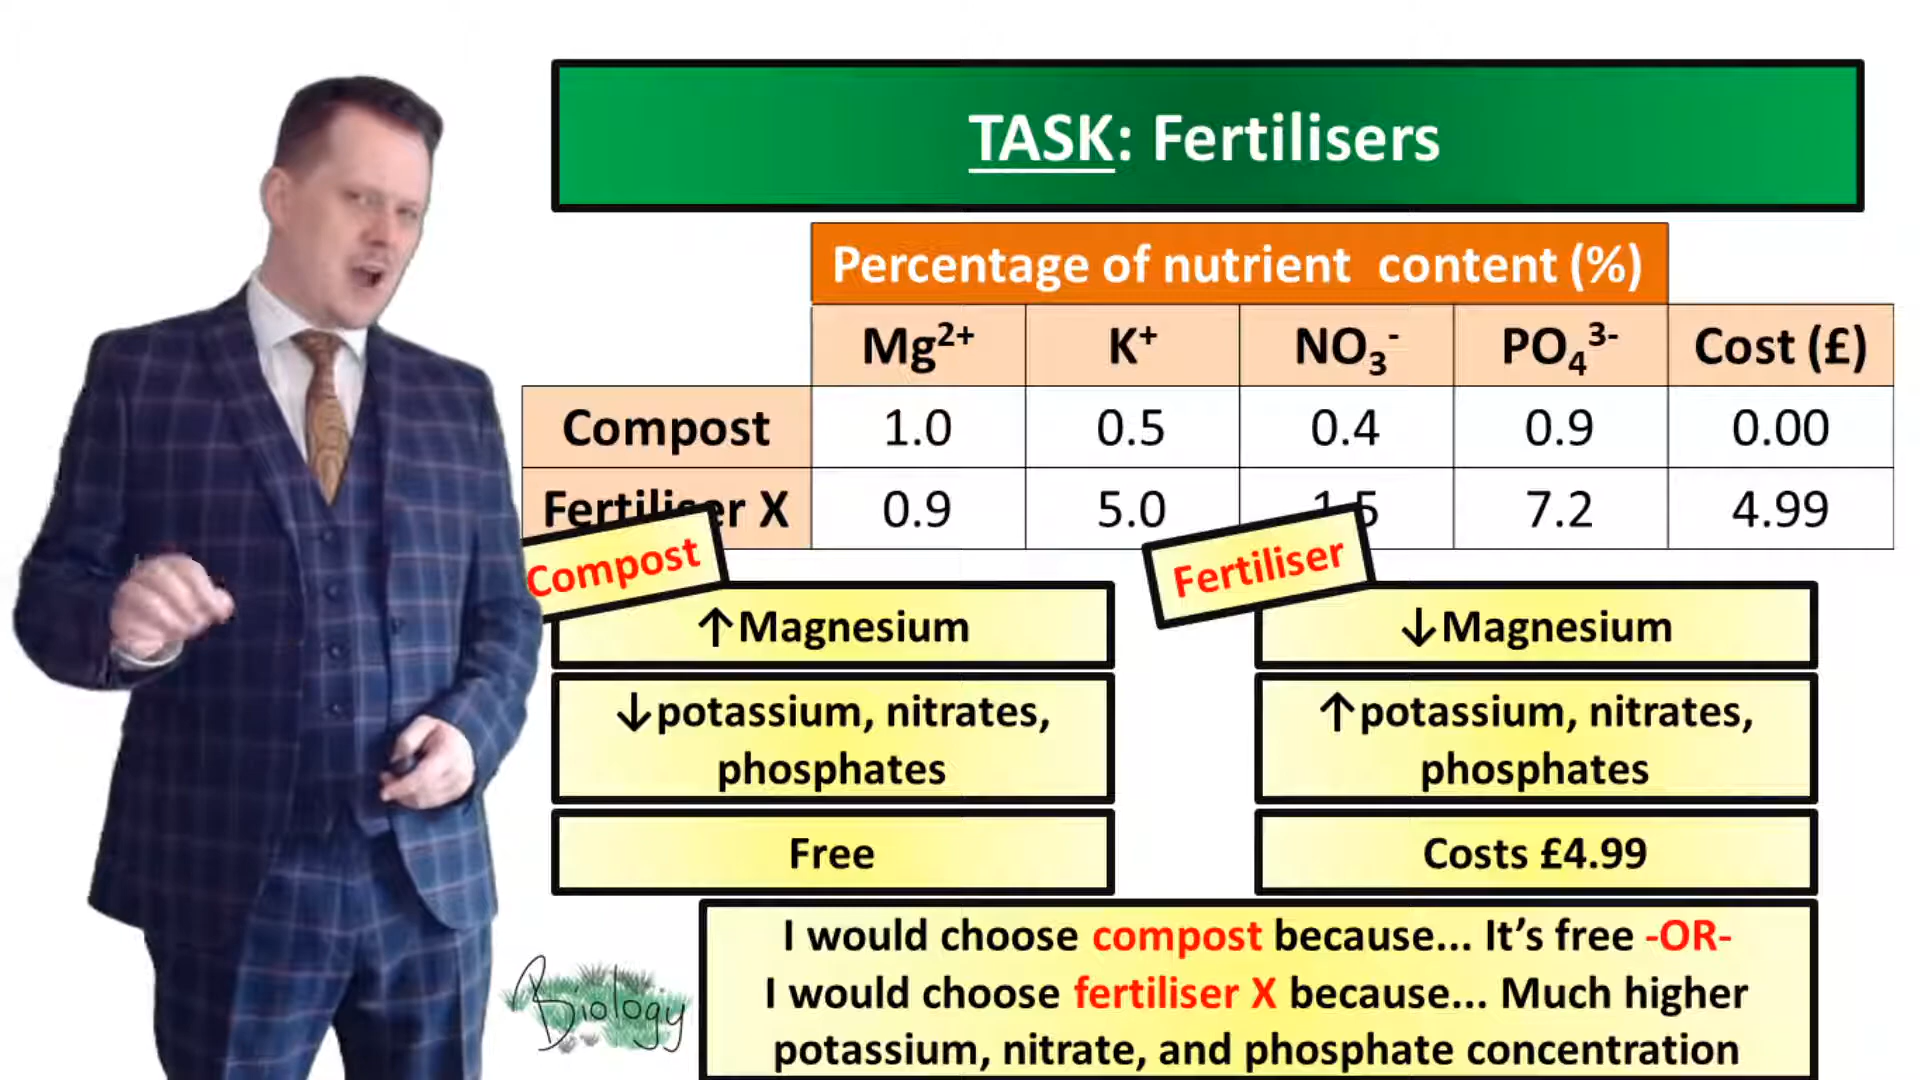 TASK: Fertilisers
Percentage of nutrient content (%)
Mg²⁺ K⁺ NO₃⁻ PO₄³⁻ Cost (£)
Compost 1.0 0.5 0.4 0.9 0.00
Fertiliser X 0.9 5.0 1.5 7.2 4.99
Compost
↑Magnesium
↓potassium, nitrates,
phosphates
Free
Fertiliser
↓Magnesium
↑potassium, nitrates,
phosphates
Costs £4.99
I would choose compost because... It’s free -OR-
I would choose fertiliser X because... Much higher
potassium, nitrate, and phosphate concentration
Biology